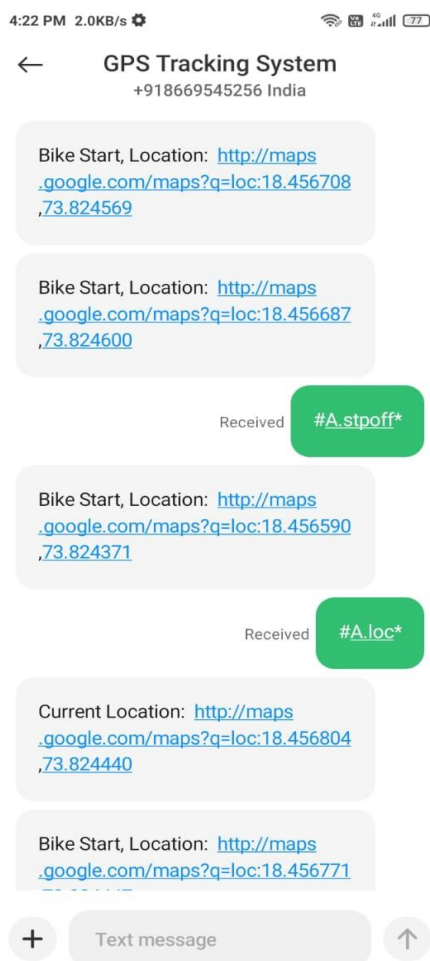 4:22 PM 2.0KB/s
4G
77
GPS Tracking System
+918669545256 India
Bike Start, Location: http://maps
.google.com/maps?q=loc:18.456708
,73.824569
Bike Start, Location: http://maps
.google.com/maps?q=loc:18.456687
,73.824600
Received #A.stpoff*
Bike Start, Location: http://maps
.google.com/maps?q=loc:18.456590
,73.824371
Received #A.loc*
Current Location: http://maps
.google.com/maps?q=loc:18.456804
,73.824440
Bike Start, Location: http://maps
.google.com/maps?q=loc:18.456771
Text message